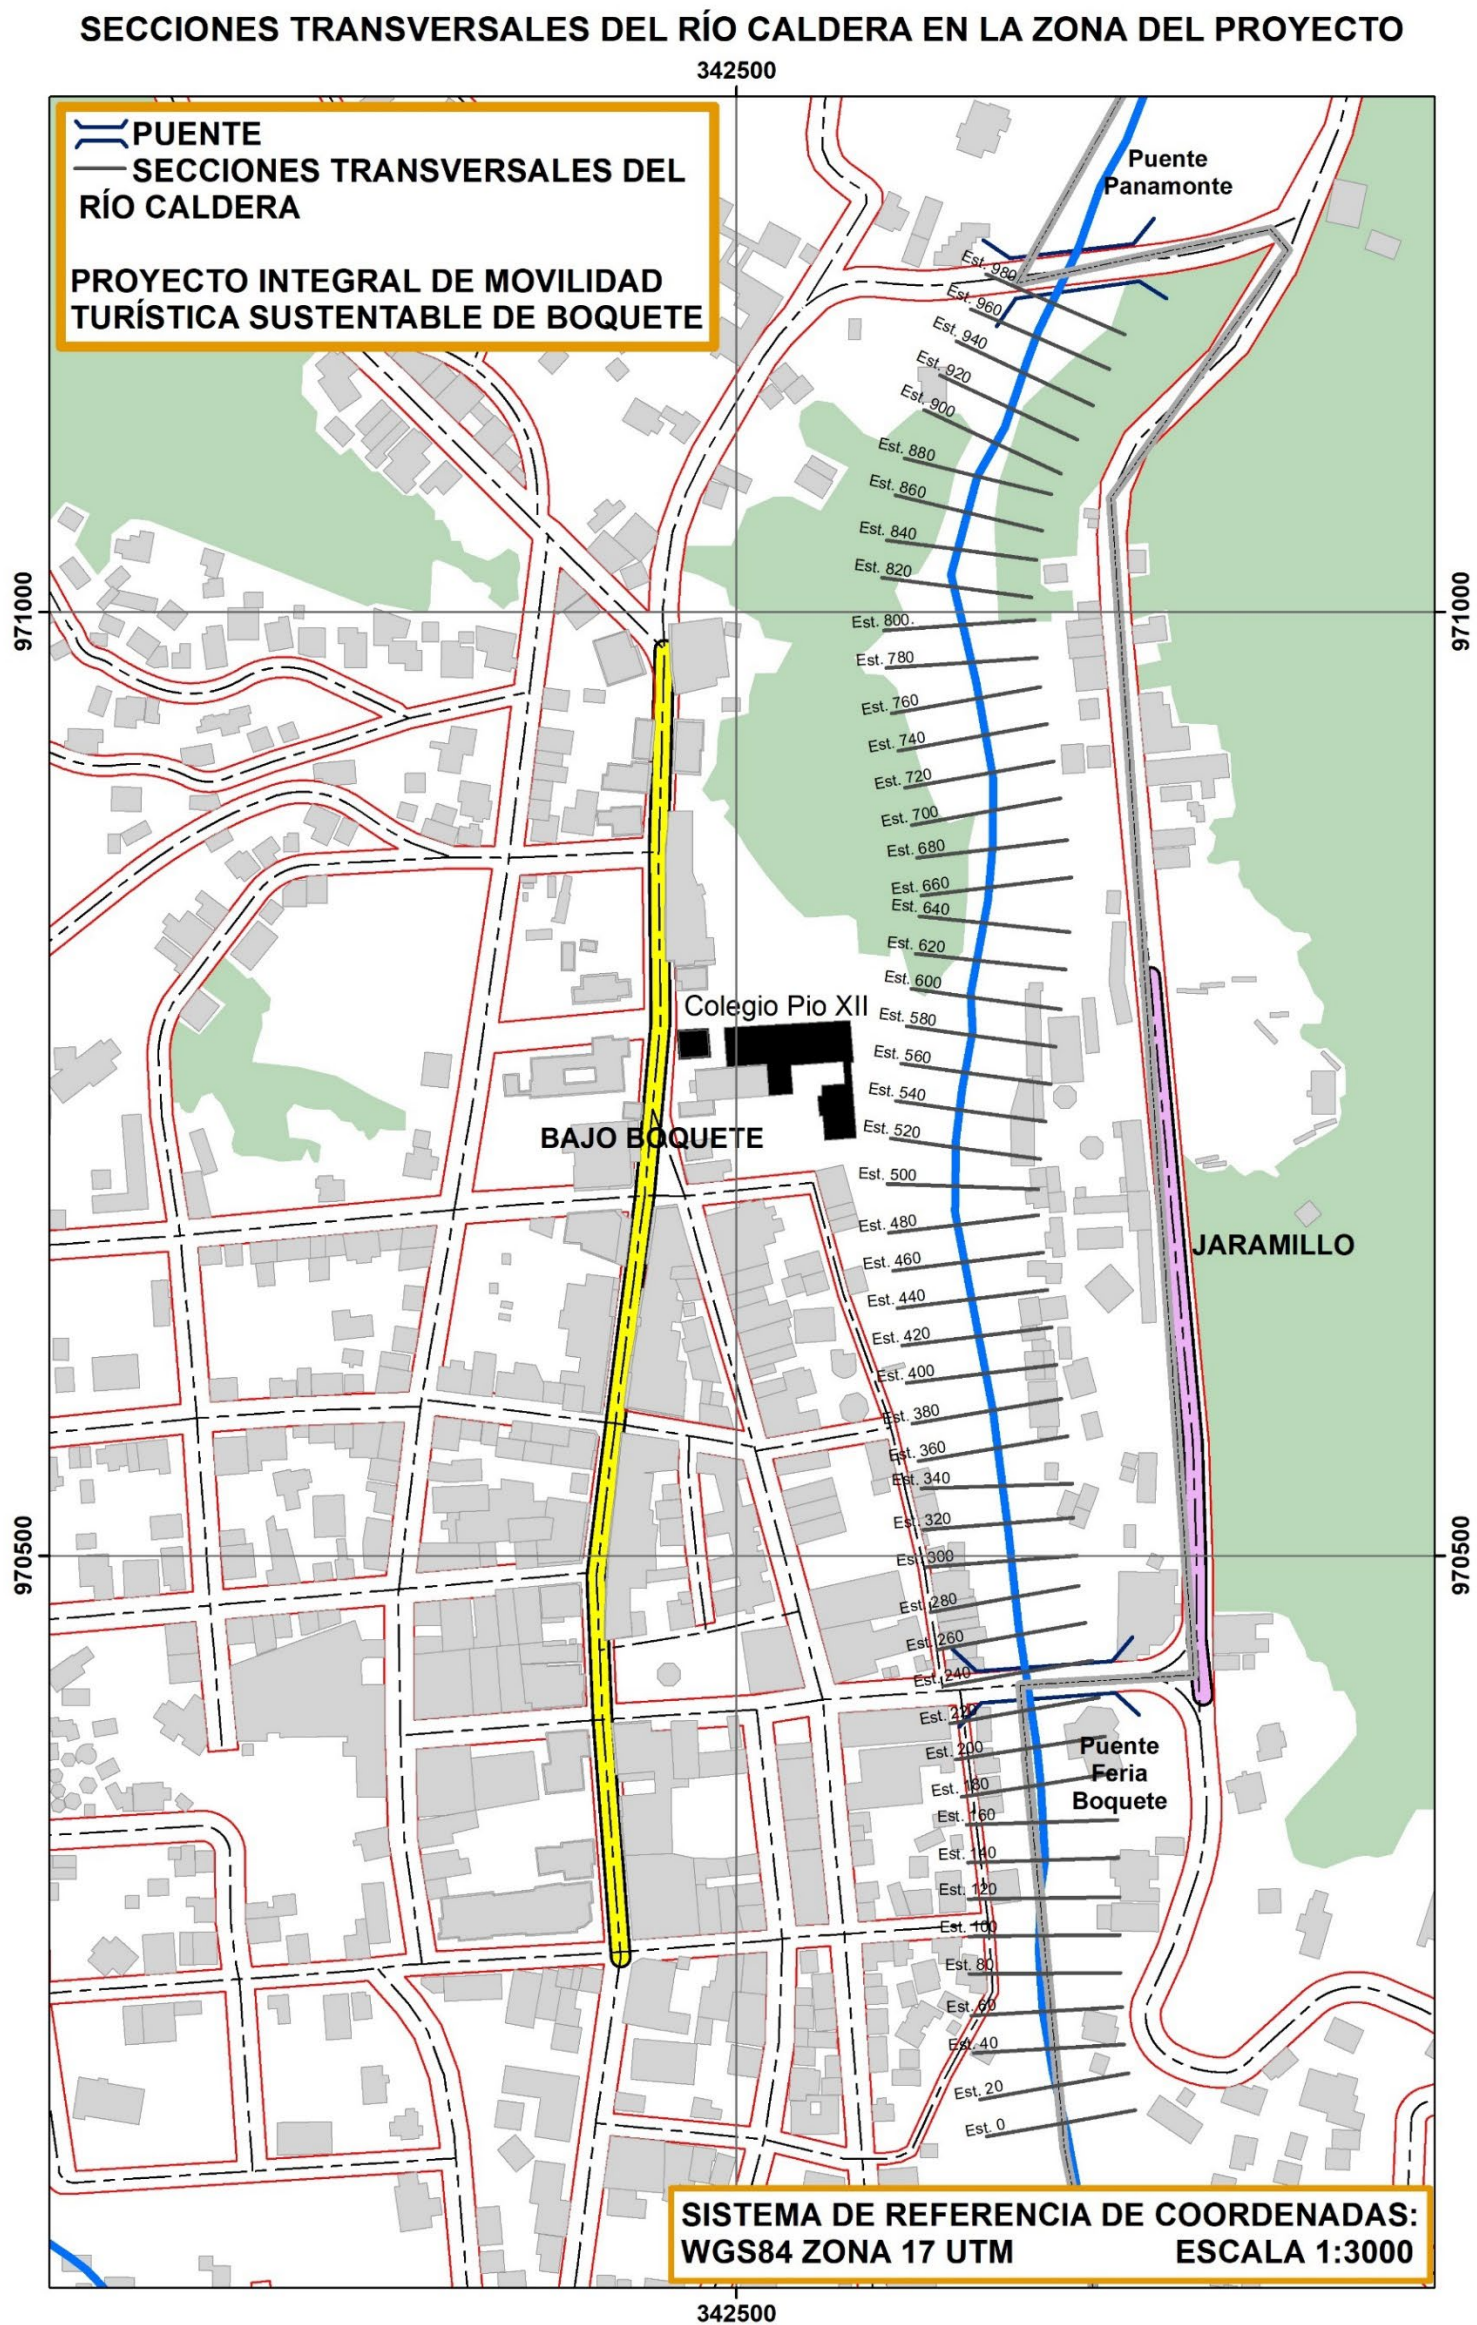 SECCIONES TRANSVERSALES DEL RÍO CALDERA EN LA ZONA DEL PROYECTO
342500
PUENTE
SECCIONES TRANSVERSALES DEL
RÍO CALDERA
PROYECTO INTEGRAL DE MOVILIDAD
TURÍSTICA SUSTENTABLE DE BOQUETE
Puente
Panamonte
Est. 980
Est. 960
Est. 940
Est. 920
Est. 900
Est. 880
Est. 860
Est. 840
Est. 820
971000
971000
Est. 800
Est. 780
Est. 760
Est. 740
Est. 720
Est. 700
Est. 680
Est. 660
Est. 640
Est. 620
Est. 600
Colegio Pio XII
Est. 580
Est. 560
Est. 540
Est. 520
BAJO BOQUETE
Est. 500
Est. 480
JARAMILLO
Est. 460
Est. 440
Est. 420
Est. 400
Est. 380
Est. 360
Est. 340
Est. 320
970500
970500
Est. 300
Est. 280
Est. 260
Est. 240
Est. 220
Est. 200
Puente
Feria
Boquete
Est. 180
Est. 160
Est. 140
Est. 120
Est. 100
Est. 80
Est. 60
Est. 40
Est. 20
Est. 0
SISTEMA DE REFERENCIA DE COORDENADAS:
WGS84 ZONA 17 UTM ESCALA 1:3000
342500